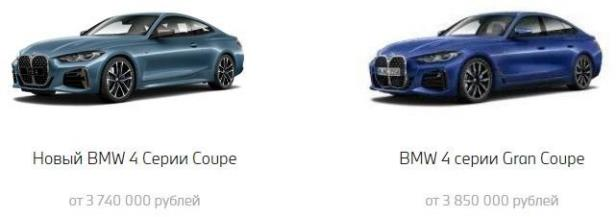 Новый BMW 4 Серии Coupe
BMW 4 серии Gran Coupe
от 3 740 000 рублей
от 3 850 000 рублей